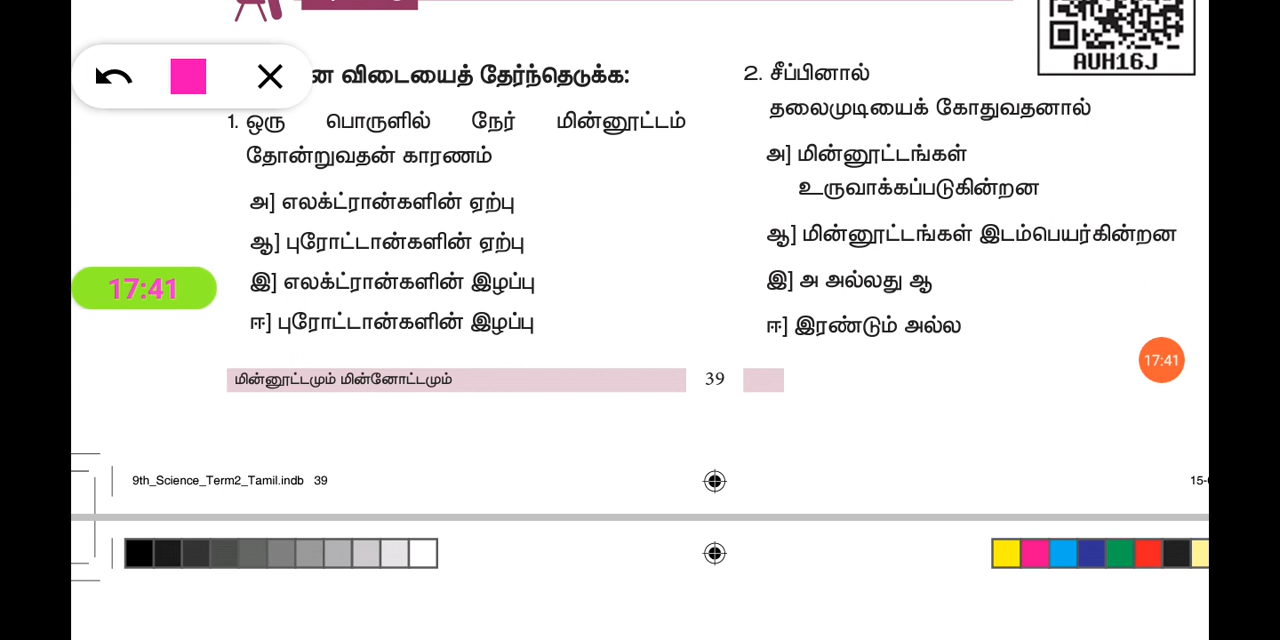 AUH16J
ன விடையைத் தேர்ந்தெடுக்க:
1. ஒரு பொருளில் நேர் மின்னூட்டம்
தோன்றுவதன் காரணம்
அ] எலக்ட்ரான்களின் ஏற்பு
ஆ] புரோட்டான்களின் ஏற்பு
இ] எலக்ட்ரான்களின் இழப்பு
ஈ] புரோட்டான்களின் இழப்பு
2. சீப்பினால்
தலைமுடியைக் கோதுவதனால்
அ] மின்னூட்டங்கள்
உருவாக்கப்படுகின்றன
ஆ] மின்னூட்டங்கள் இடம்பெயர்கின்றன
இ] அ அல்லது ஆ
ஈ] இரண்டும் அல்ல
17:41
17:41
மின்னூட்டமும் மின்னோட்டமும்
39
9th_Science_Term2_Tamil.indb 39
15-